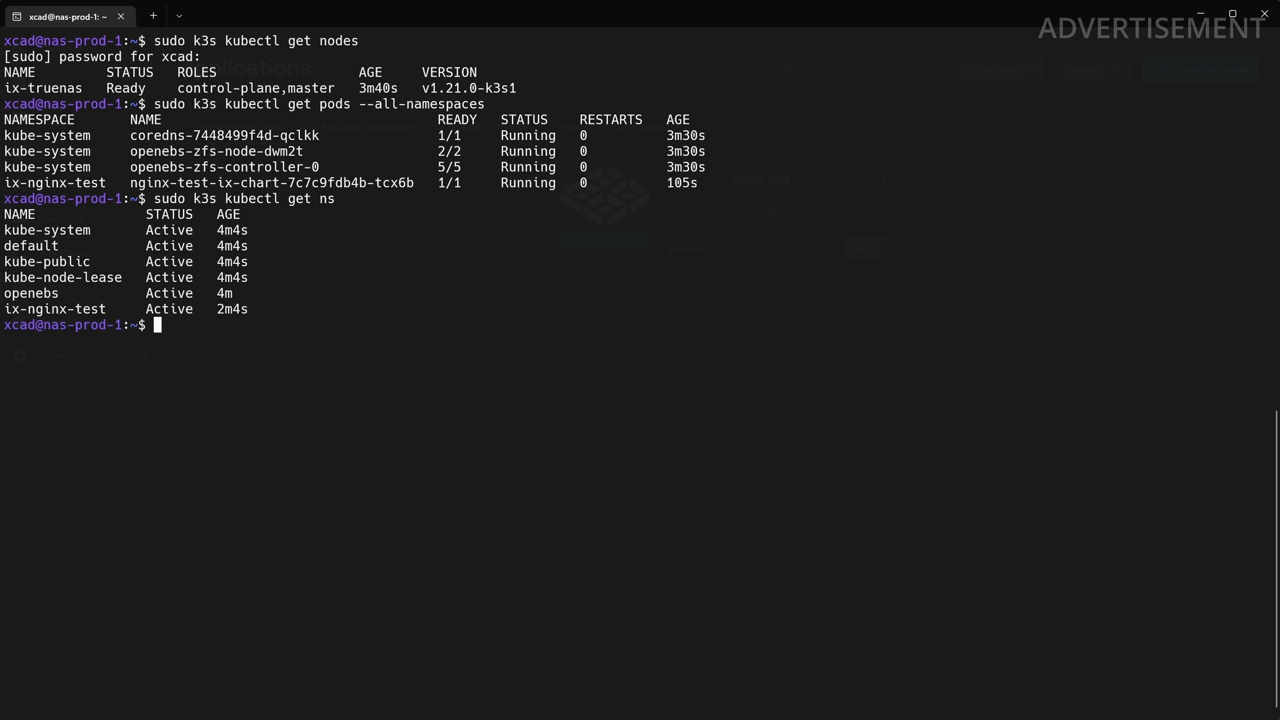 xcad@nas-prod-1: ~
ADVERTISEMENT
xcad@nas-prod-1:~$ sudo k3s kubectl get nodes
[sudo] password for xcad:
NAME STATUS ROLES AGE VERSION
ix-truenas Ready control-plane,master 3m40s v1.21.0-k3s1
xcad@nas-prod-1:~$ sudo k3s kubectl get pods --all-namespaces
NAMESPACE NAME READY STATUS RESTARTS AGE
kube-system coredns-7448499f4d-qclkk 1/1 Running 0 3m30s
kube-system openebs-zfs-node-dwm2t 2/2 Running 0 3m30s
kube-system openebs-zfs-controller-0 5/5 Running 0 3m30s
ix-nginx-test nginx-test-ix-chart-7c7c9fdb4b-tcx6b 1/1 Running 0 105s
xcad@nas-prod-1:~$ sudo k3s kubectl get ns
NAME STATUS AGE
kube-system Active 4m4s
default Active 4m4s
kube-public Active 4m4s
kube-node-lease Active 4m4s
openebs Active 4m
ix-nginx-test Active 2m4s
xcad@nas-prod-1:~$